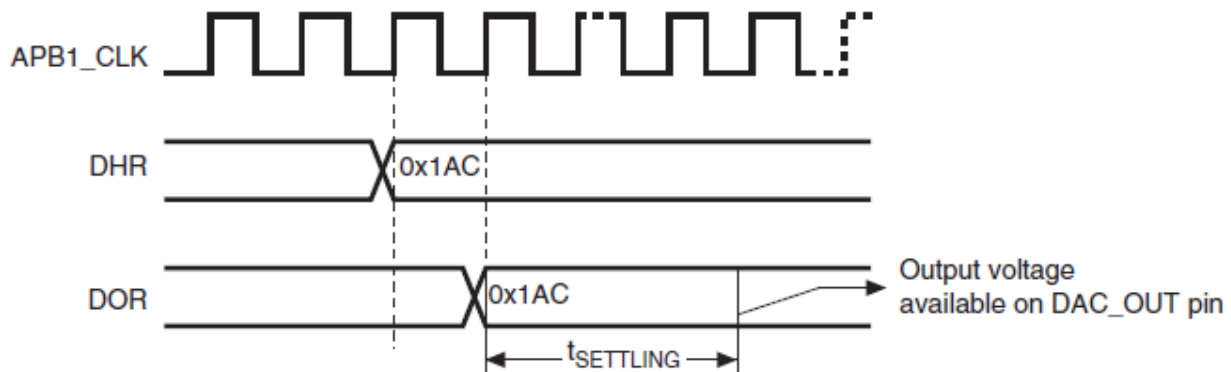 APB1_CLK
DHR
0x1AC
DOR
0x1AC
Output voltage
available on DAC_OUT pin
tSETTLING